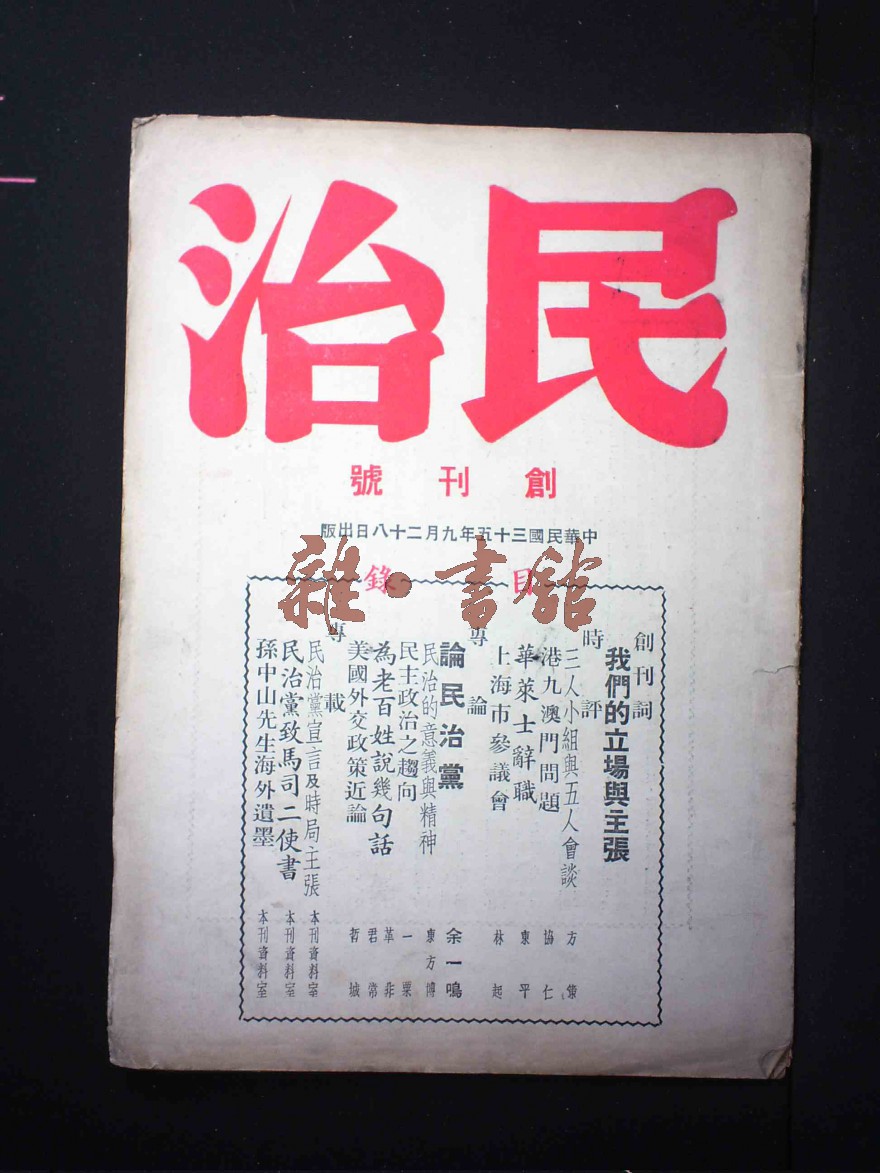 民治
創刊號
中華民國三十五年九月二十八日出版
目錄
創刊詞
我們的立場與主張
時評
三人小組與五人會談 方策
港九澳門問題 協仁
華萊士辭職 東平
上海市參議會 林起
專論
論民治黨 余一鳴
民治的意義與精神 東方博
民主政治之趨向 一粟
為老百姓說幾句話 革非
美國外交政策近論 君常
哲城
專載
民治黨宣言及時局主張 本刊資料室
民治黨致馬司二使書 本刊資料室
孫中山先生海外遺墨 本刊資料室
雜·書館